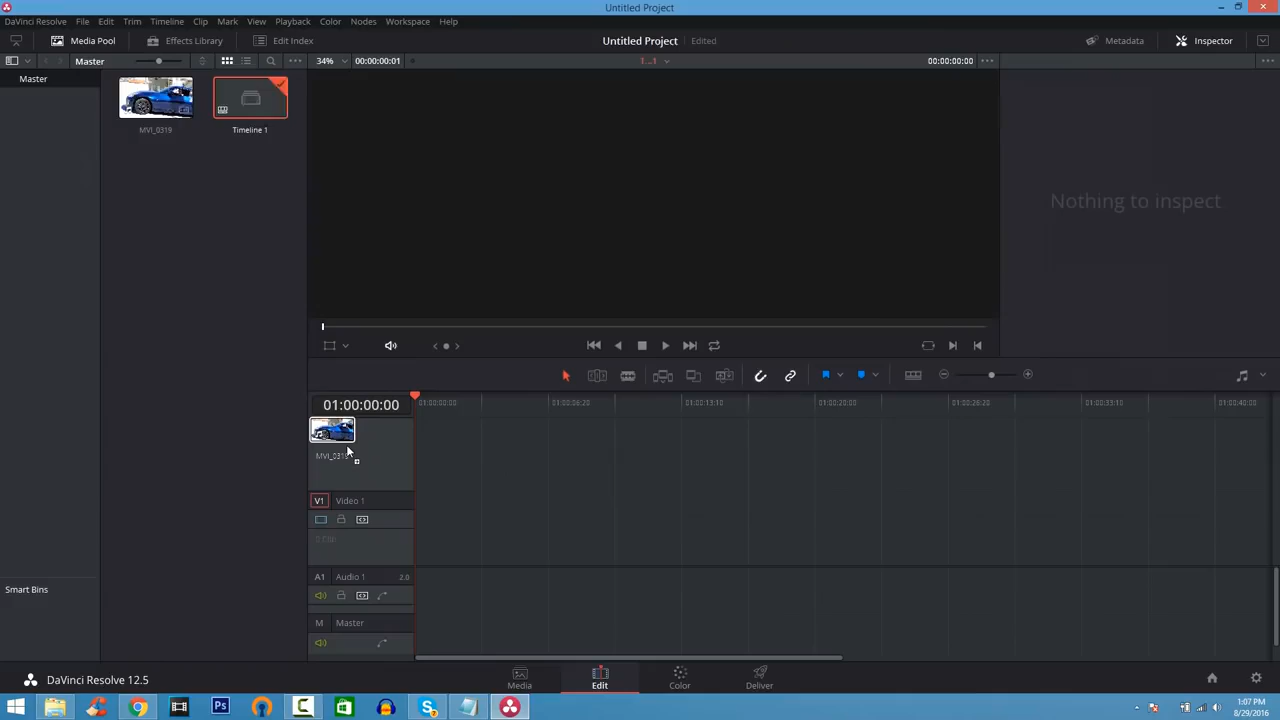 Untitled Project
DaVinci Resolve File Edit Trim Timeline Clip Mark View Playback Color Nodes Workspace Help
Media Pool Effects Library Edit Index Untitled Project Edited Metadata Inspector
Master 34% 00:00:00:01 00:00:00:00
Master
MVI_0319 Timeline 1
Nothing to inspect
01:00:00:00 01:00:00:00 01:00:06:20 01:00:13:10 01:00:20:00 01:00:26:20 01:00:33:10 01:00:40:00
MVI_0319
V1 Video 1
A1 Audio 1 2.0
Smart Bins
M Master
DaVinci Resolve 12.5 Media Edit Color Deliver
Ps
1:07 PM
8/29/2016